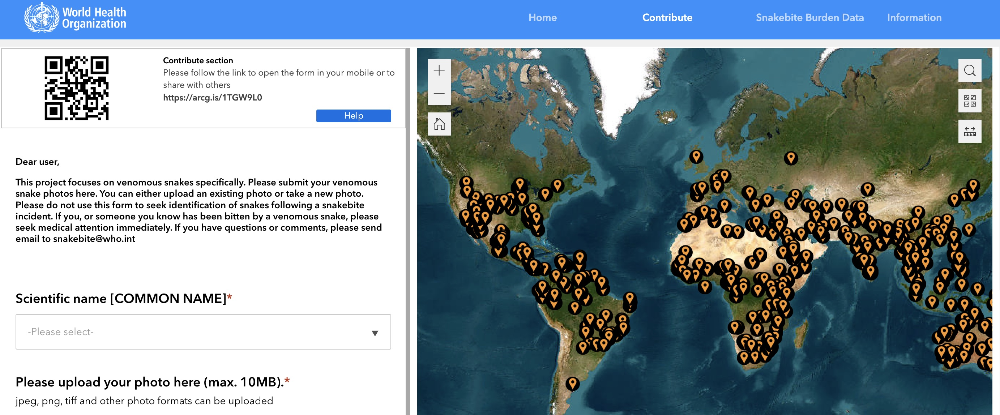 World Health
Organization
Home
Contribute
Snakebite Burden Data
Information
Contribute section
Please follow the link to open the form in your mobile or to
share with others
https://arcg.is/1TGW9L0
Help
Dear user,
This project focuses on venomous snakes specifically. Please submit your venomous
snake photos here. You can either upload an existing photo or take a new photo.
Please do not use this form to seek identification of snakes following a snakebite
incident. If you, or someone you know has been bitten by a venomous snake, please
seek medical attention immediately. If you have questions or comments, please send
email to snakebite@who.int
Scientific name [COMMON NAME]*
-Please select-
Please upload your photo here (max. 10MB).*
jpeg, png, tiff and other photo formats can be uploaded